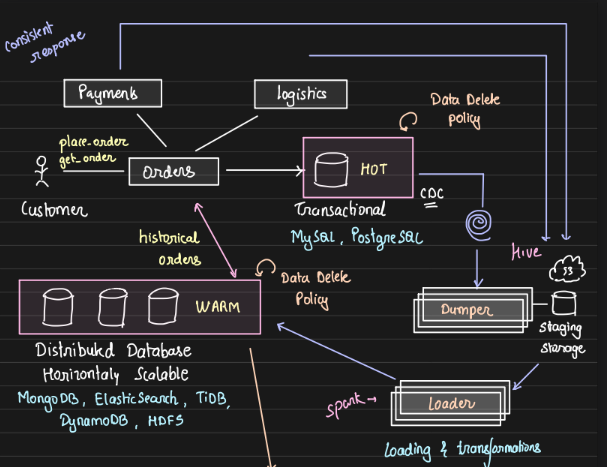 consistent
response
Payments
Logistics
Data Delete
policy
place-order
get_order
Orders
HOT
CDC
Customer
Transactional
MySQL, PostgreSQL
historical
orders
Hive
S3
Data Delete
Policy
WARM
Dumper
Staging
Storage
Distributed Database
Horizontaly Scalable
MongoDB, ElasticSearch, TiDB,
DynamoDB, HDFS
spark→
Loader
Loading & transformations